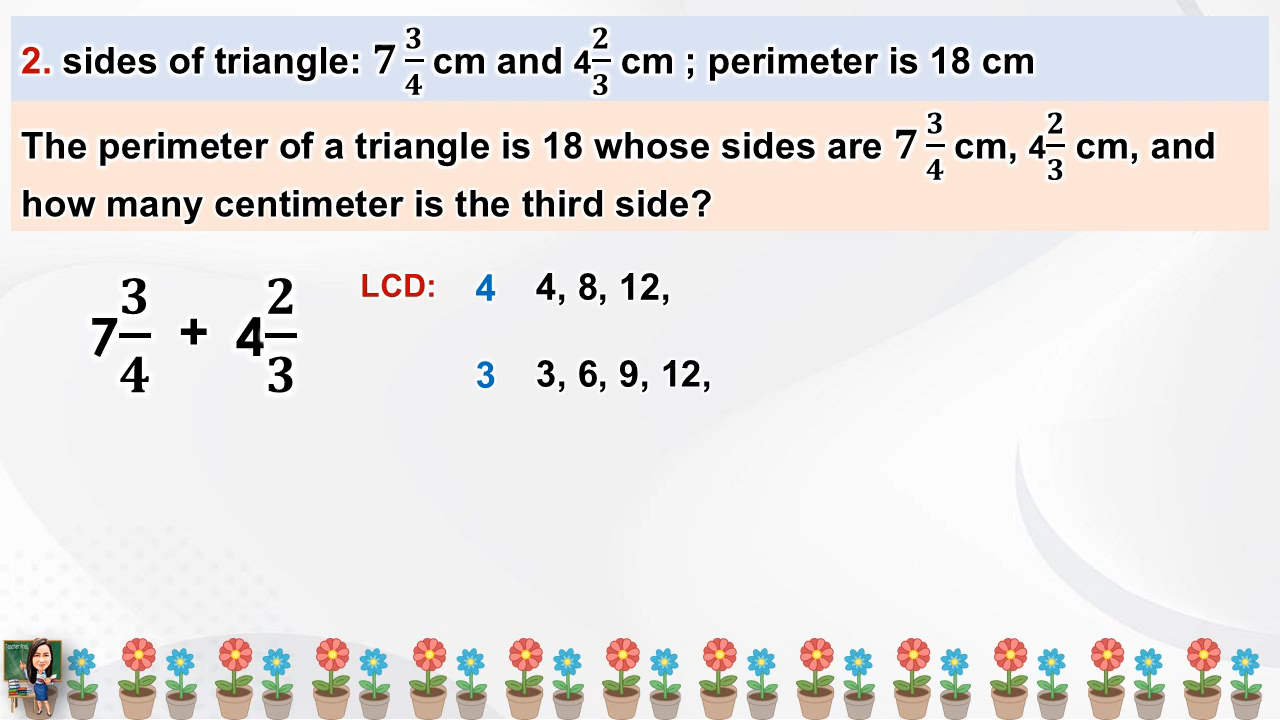 2. sides of triangle: 7 3/4 cm and 4 2/3 cm ; perimeter is 18 cm
The perimeter of a triangle is 18 whose sides are 7 3/4 cm, 4 2/3 cm, and
how many centimeter is the third side?
7 3/4 + 4 2/3
LCD: 4 4, 8, 12,
3 3, 6, 9, 12,